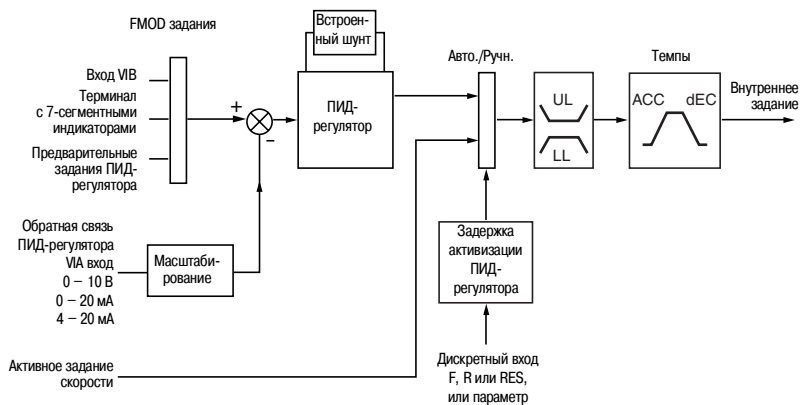 FMOD задания
Встроен-
ный шунт
Авто./Ручн.
Темпы
Вход VIB
Терминал
с 7-сегментными
индикаторами
Предварительные
задания ПИД-
регулятора
+
–
ПИД-
регулятор
UL
LL
ACC dEC
Внутреннее
задание
Обратная связь
ПИД-регулятора
VIA вход
0 – 10 В
0 – 20 мА
4 – 20 мА
Масштаби-
рование
Задержка
активизации
ПИД-
регулятора
Активное задание
скорости
Дискретный вход
F, R или RES,
или параметр